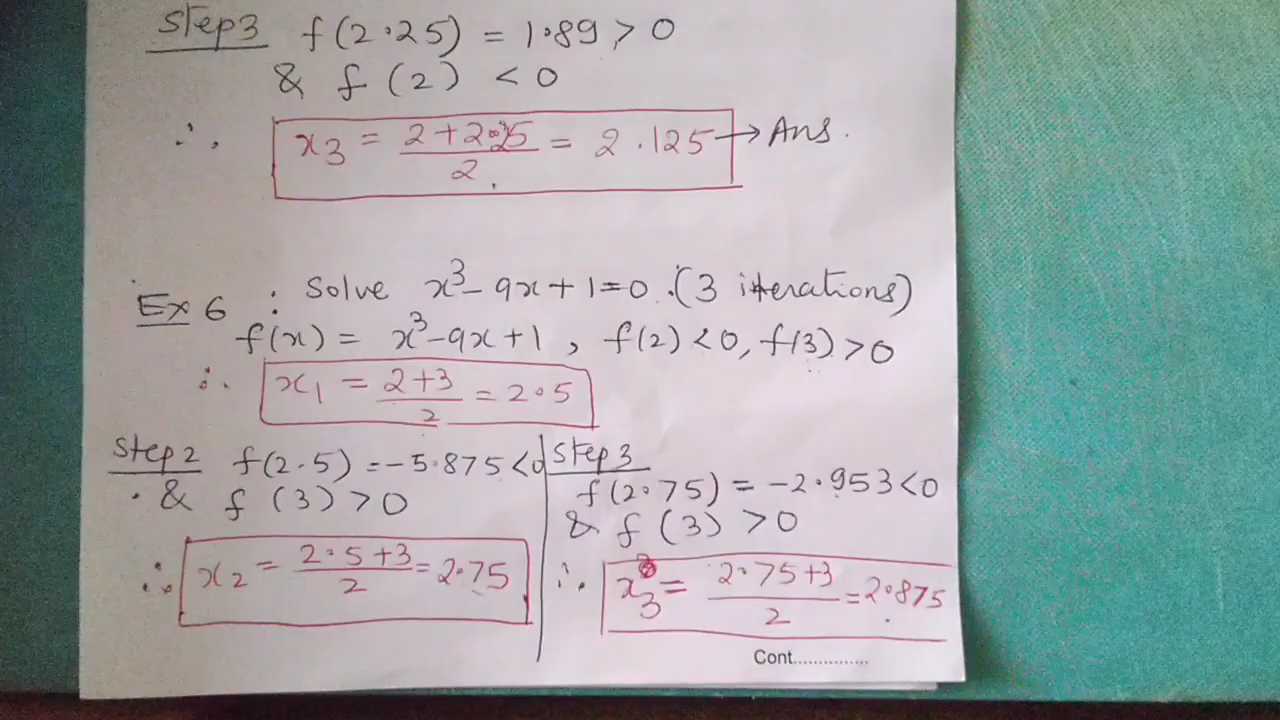 Step3 f(2.25) = 1.89 > 0
& f(2) < 0
∴ x3 = (2+2.25)/2 = 2.125 → Ans.
Ex 6 : Solve x³-9x+1=0. (3 iterations)
f(x) = x³-9x+1, f(2)<0, f(3)>0
∴ x1 = (2+3)/2 = 2.5
Step2 f(2.5) = -5.875<0
& f(3) > 0
∴ x2 = (2.5+3)/2 = 2.75
Step3
f(2.75) = -2.953<0
& f(3) > 0
∴ x3 = (2.75+3)/2 = 2.875
Cont...............